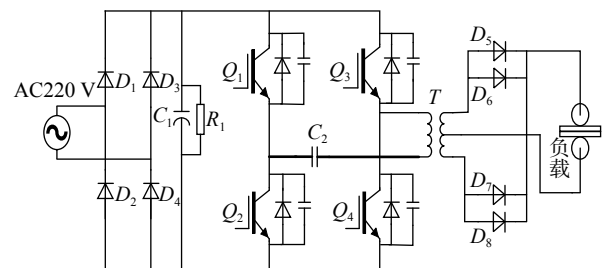 AC220 V
D₁
D₃
D₂
D₄
C₁
R₁
Q₁
Q₃
C₂
Q₂
Q₄
T
D₅
D₆
D₇
D₈
负载